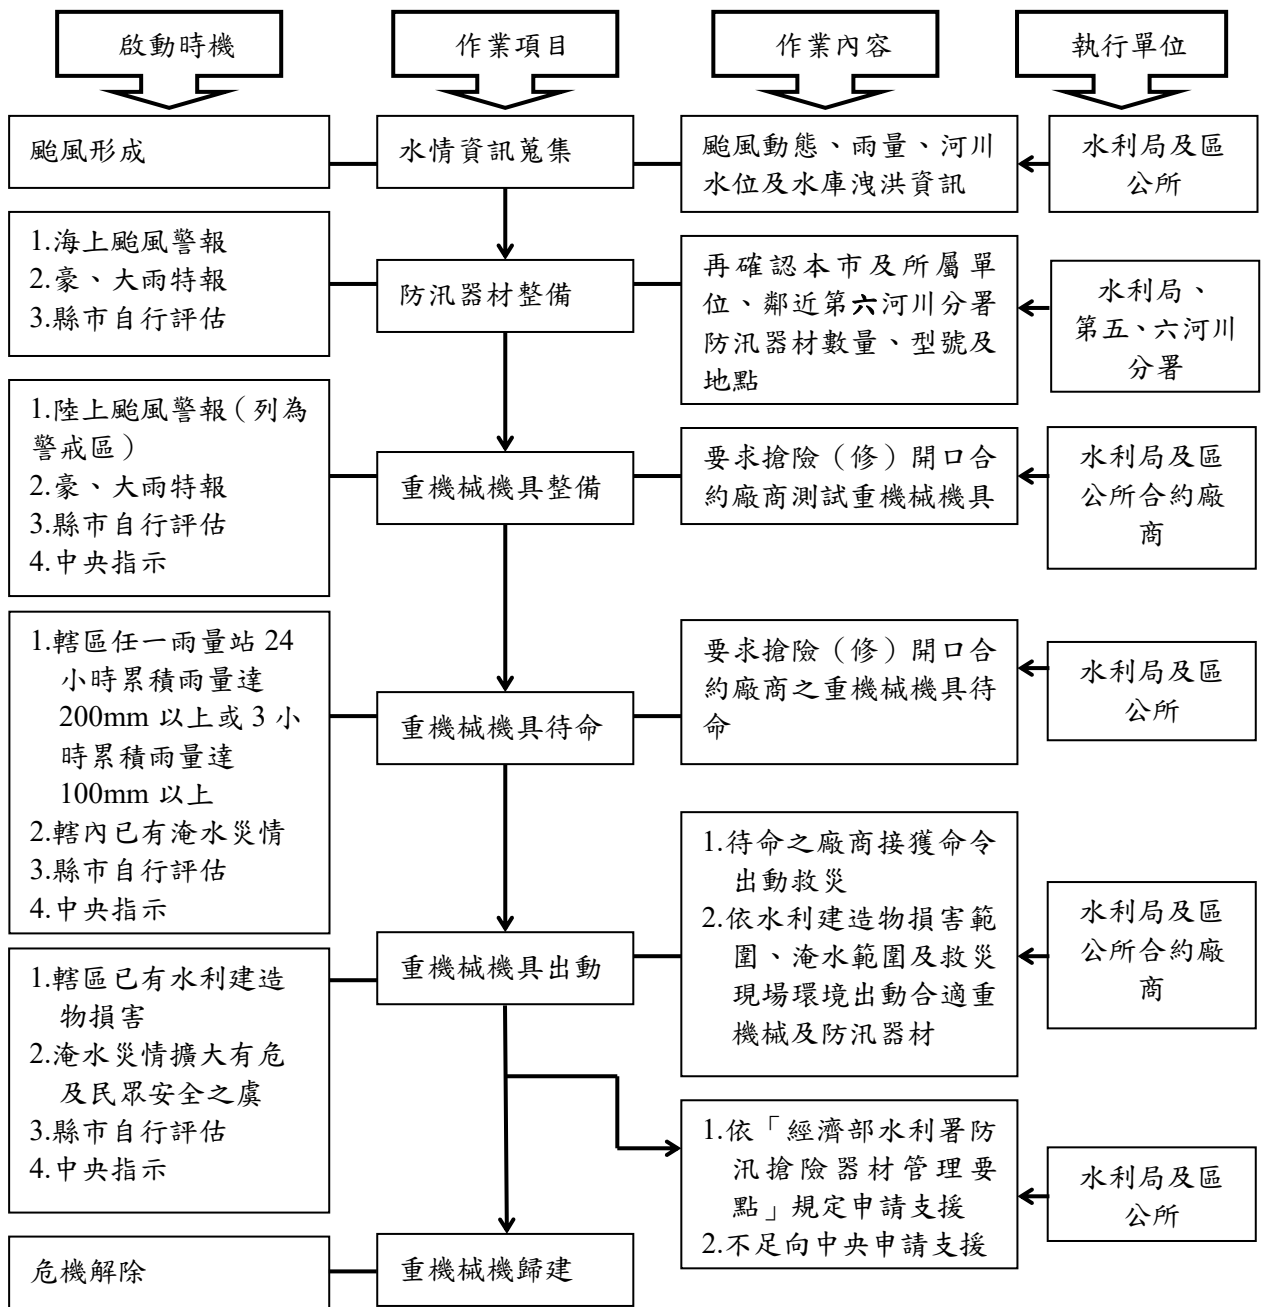 啟動時機
作業項目
作業內容
執行單位
颱風形成
水情資訊蒐集
颱風動態、雨量、河川
水位及水庫洩洪資訊
水利局及區
公所
1.海上颱風警報
2.豪、大雨特報
3.縣市自行評估
防汛器材整備
再確認本市及所屬單
位、鄰近第六河川分署
防汛器材數量、型號及
地點
水利局、
第五、六河川
分署
1.陸上颱風警報（列為
警戒區）
2.豪、大雨特報
3.縣市自行評估
4.中央指示
重機械機具整備
要求搶險（修）開口合
約廠商測試重機械機具
水利局及區
公所合約廠
商
1.轄區任一雨量站 24
小時累積雨量達
200mm 以上或 3 小
時累積雨量達
100mm 以上
2.轄內已有淹水災情
3.縣市自行評估
4.中央指示
重機械機具待命
要求搶險（修）開口合
約廠商之重機械機具待
命
水利局及區
公所
1.轄區已有水利建造
物損害
2.淹水災情擴大有危
及民眾安全之虞
3.縣市自行評估
4.中央指示
重機械機具出動
1.待命之廠商接獲命令
出動救災
2.依水利建造物損害範
圍、淹水範圍及救災
現場環境出動合適重
機械及防汛器材
水利局及區
公所合約廠
商
1.依「經濟部水利署防
汛搶險器材管理要
點」規定申請支援
2.不足向中央申請支援
水利局及區
公所
危機解除
重機械機歸建